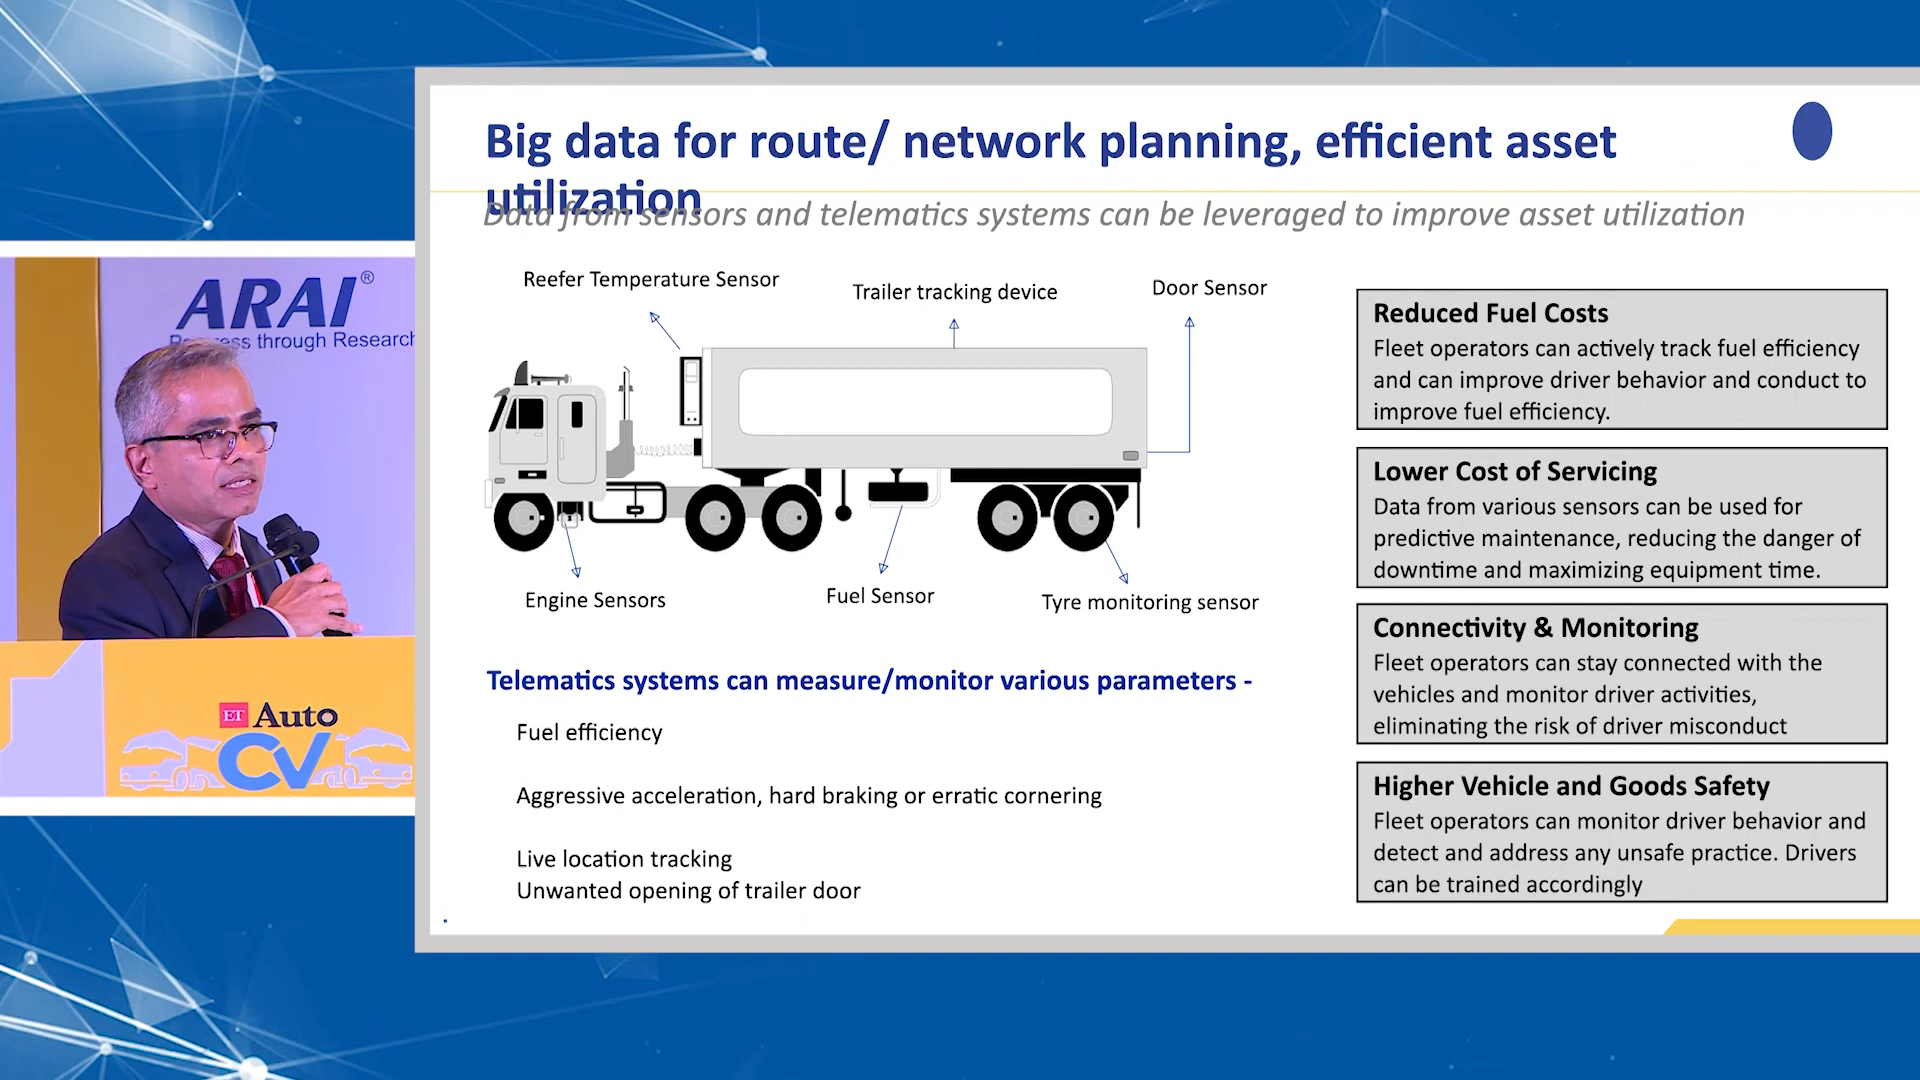 Big data for route/ network planning, efficient asset
utilization
Data from sensors and telematics systems can be leveraged to improve asset utilization
ARAI®
Progress through Research
Reefer Temperature Sensor
Trailer tracking device
Door Sensor
Engine Sensors
Fuel Sensor
Tyre monitoring sensor
Telematics systems can measure/monitor various parameters -
Fuel efficiency
Aggressive acceleration, hard braking or erratic cornering
Live location tracking
Unwanted opening of trailer door
Reduced Fuel Costs
Fleet operators can actively track fuel efficiency
and can improve driver behavior and conduct to
improve fuel efficiency.
Lower Cost of Servicing
Data from various sensors can be used for
predictive maintenance, reducing the danger of
downtime and maximizing equipment time.
Connectivity & Monitoring
Fleet operators can stay connected with the
vehicles and monitor driver activities,
eliminating the risk of driver misconduct
Higher Vehicle and Goods Safety
Fleet operators can monitor driver behavior and
detect and address any unsafe practice. Drivers
can be trained accordingly
ET Auto
CV